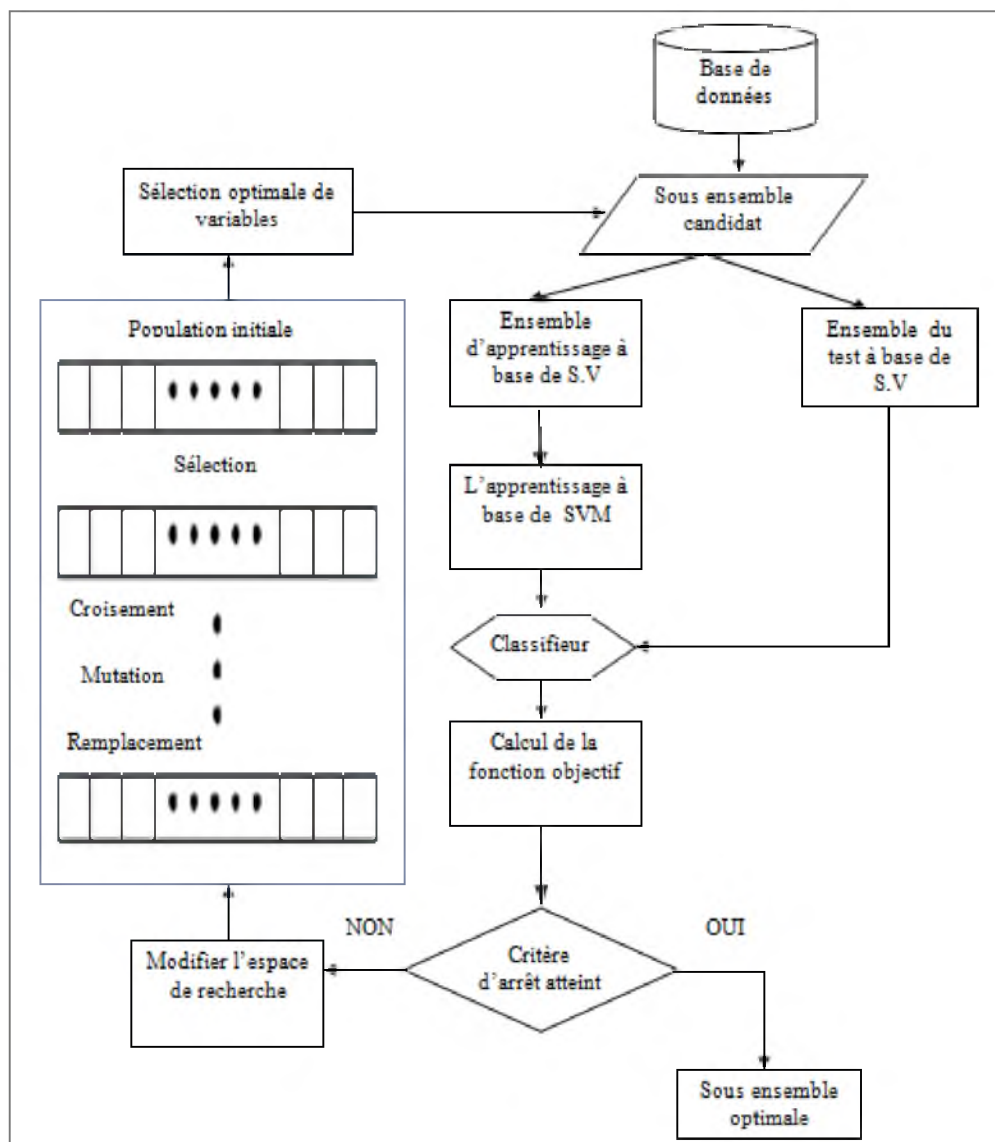 Base de
données
Sélection optimale de
variables
Sous ensemble
candidat
Population initiale
Ensemble
d'apprentissage à
base de S.V
Ensemble du
test à base de
S.V
Sélection
L'apprentissage à
base de SVM
Croisement
Mutation
Remplacement
Classifieur
Calcul de la
fonction objectif
NON
OUI
Critère
d'arrêt atteint
Modifier l'espace
de recherche
Sous ensemble
optimale